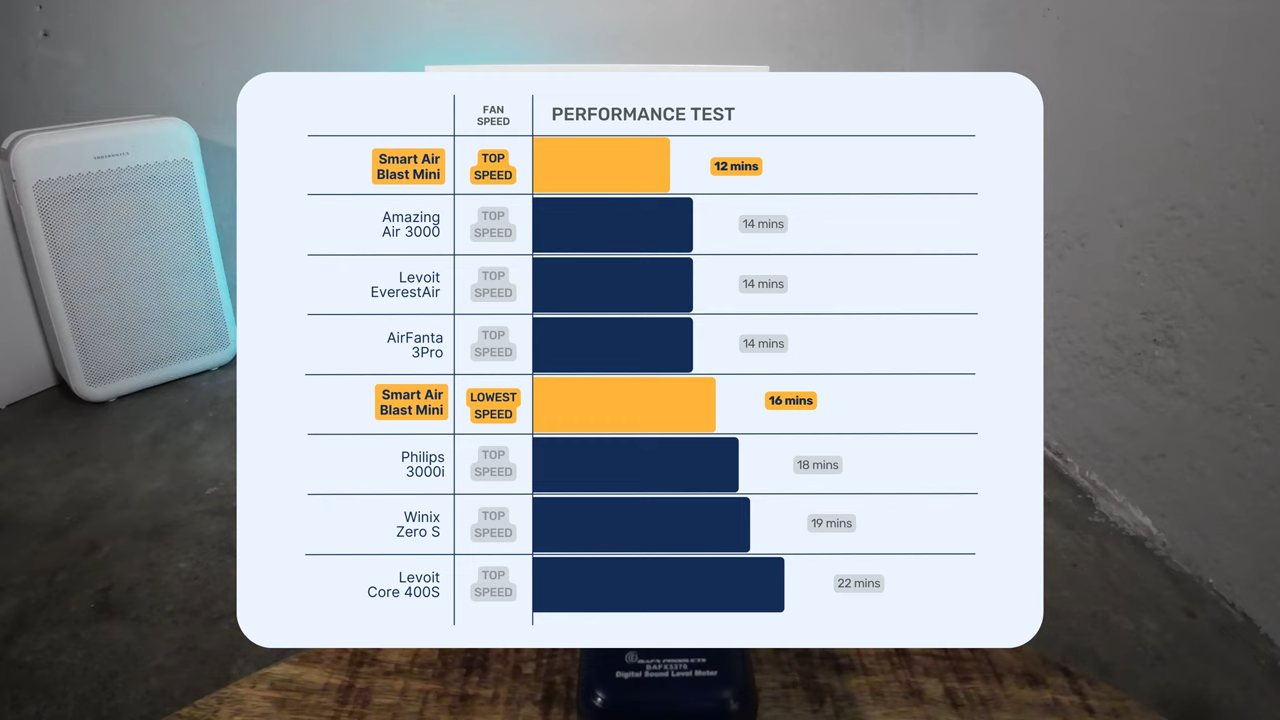 FAN
SPEED
PERFORMANCE TEST
Smart Air
Blast Mini
TOP
SPEED
12 mins
Amazing
Air 3000
TOP
SPEED
14 mins
Levoit
EverestAir
TOP
SPEED
14 mins
AirFanta
3Pro
TOP
SPEED
14 mins
Smart Air
Blast Mini
LOWEST
SPEED
16 mins
Philips
3000i
TOP
SPEED
18 mins
Winix
Zero S
TOP
SPEED
19 mins
Levoit
Core 400S
TOP
SPEED
22 mins
BAFX PRODUCTS
BAFX3370
Digital Sound Level Meter